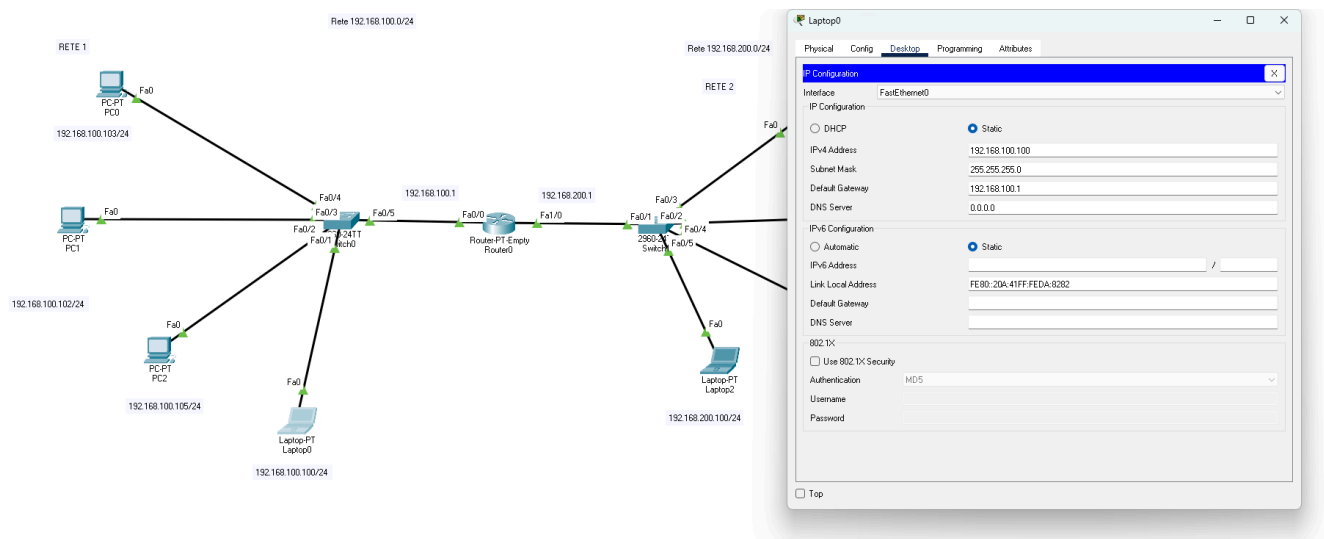 Rete 192.168.100.0/24
RETE 1
Rete 192.168.200.0/24
RETE 2
PC-PT
PC0
Fa0
192.168.100.103/24
Fa0/4
Fa0
Fa0/3
PC-PT
PC1
192.168.100.102/24
Fa0/2
Fa0/1
Fa0/5
192.168.100.1
192.168.200.1
Fa0/0
Fa1/0
Router-PT-Empty
Router0
Fa0
Fa0/3
Fa0/1
Fa0/2
Fa0/4
2960-24
Switch
Fa0/5
Fa0
PC-PT
PC2
192.168.100.105/24
Fa0
Laptop-PT
Laptop0
192.168.100.100/24
Fa0
Laptop-PT
Laptop2
192.168.200.100/24
Laptop0
Physical Config Desktop Programming Attributes
IP Configuration X
Interface FastEthernet0
IP Configuration
DHCP Static
IPv4 Address 192.168.100.100
Subnet Mask 255.255.255.0
Default Gateway 192.168.100.1
DNS Server 0.0.0.0
IPv6 Configuration
Automatic Static
IPv6 Address /
Link Local Address FE80::20A:41FF:FEDA:8282
Default Gateway
DNS Server
802.1X
Use 802.1X Security
Authentication MD5
Username
Password
Top